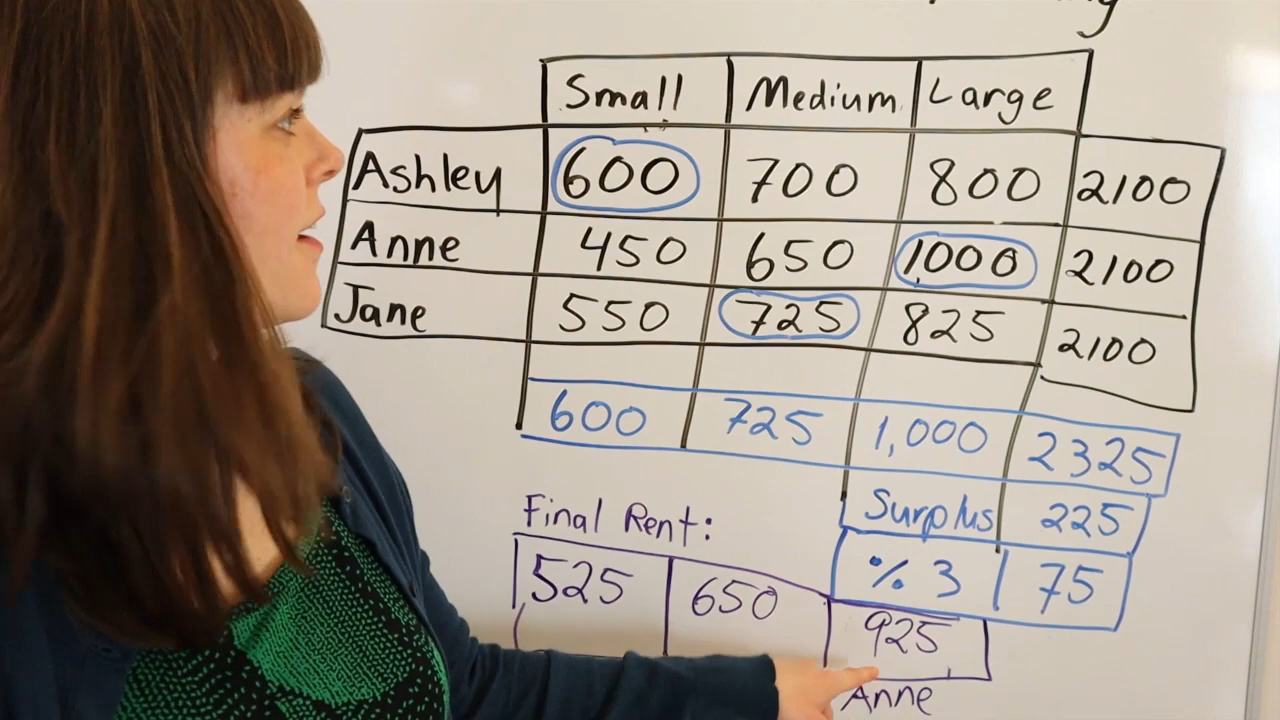 Small Medium Large
Ashley 600 700 800 2100
Anne 450 650 1000 2100
Jane 550 725 825 2100
600 725 1,000 2325
Surplus 225
% 3 75
Final Rent:
525 650 925
Anne